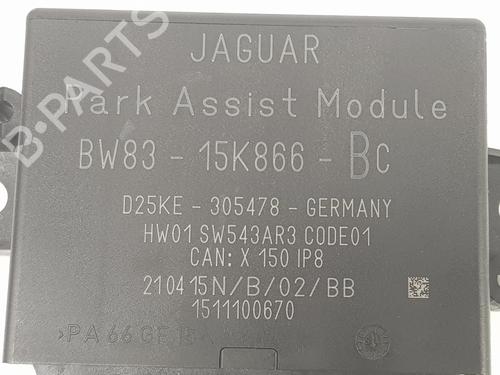 JAGUAR
Park Assist Module
BW83 - 15K866 - BC
D25KE - 305478 - GERMANY
HW01 SW543AR3 CODE01
CAN: X 150 IP8
210415N/B/02/BB
1511100670
>PA 66 GF
B-PARTS